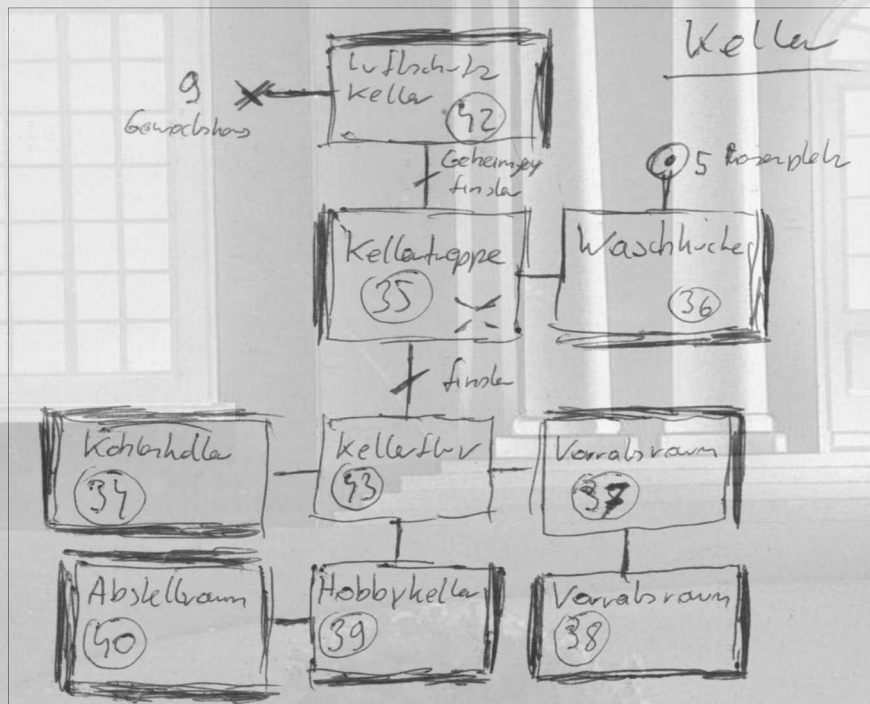 Keller
Luftschutz
Keller
42
9
Gewächshaus
Geheimgg
finster
5 Rosenplatz
Kellertreppe
35
Waschküche
36
finster
Kohlenkeller
34
Kellerflur
43
Vorratsraum
37
Abstellraum
40
Hobbykeller
39
Vorratsraum
38